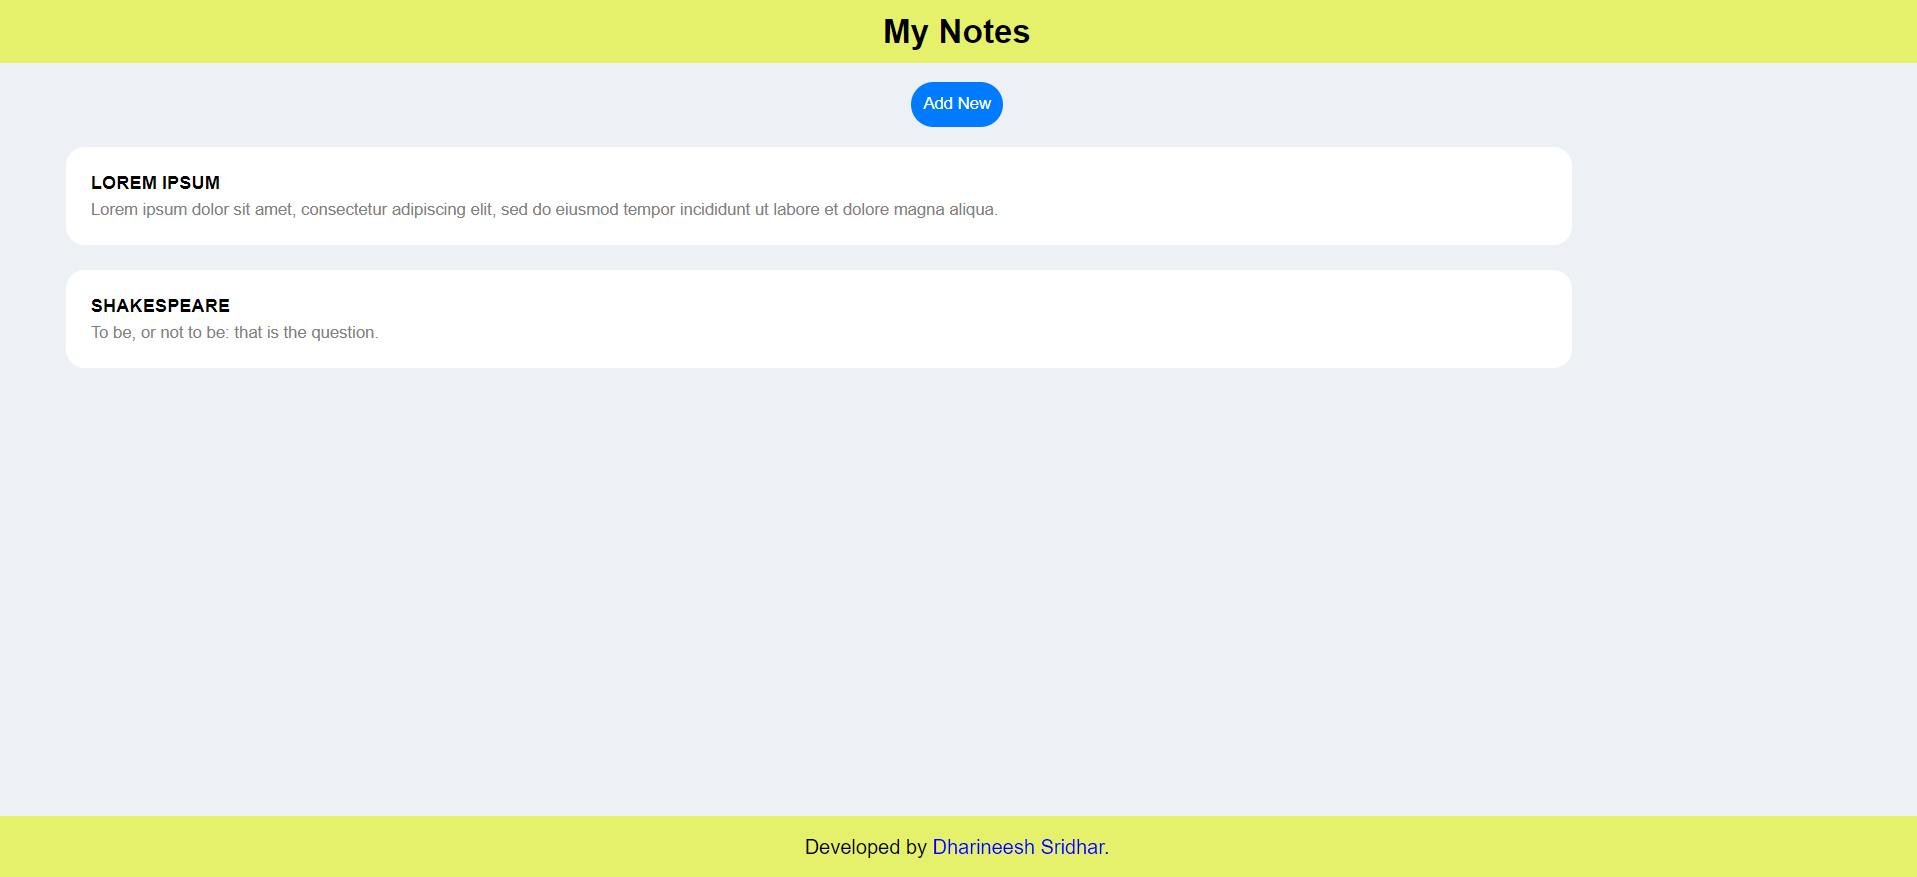 My Notes
Add New
LOREM IPSUM
Lorem ipsum dolor sit amet, consectetur adipiscing elit, sed do eiusmod tempor incididunt ut labore et dolore magna aliqua.
SHAKESPEARE
To be, or not to be: that is the question.
Developed by Dharineesh Sridhar.